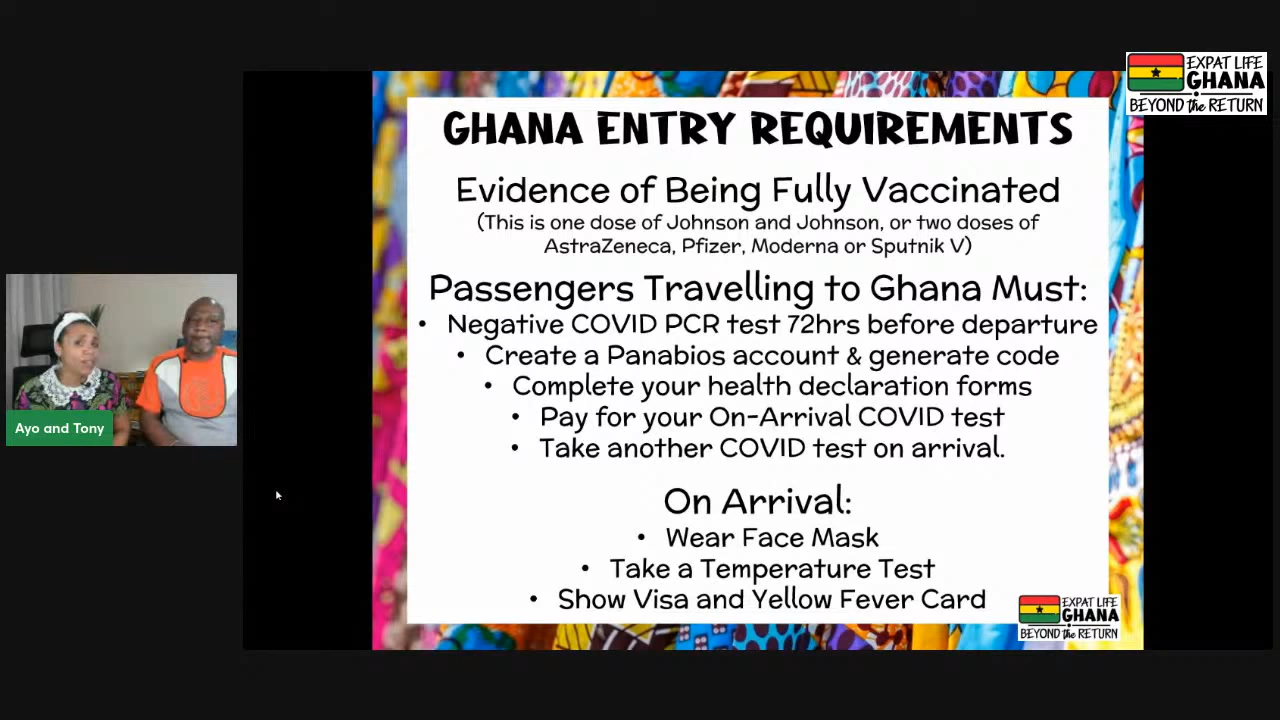 EXPAT LIFE
GHANA
BEYOND the RETURN
GHANA ENTRY REQUIREMENTS
Evidence of Being Fully Vaccinated
(This is one dose of Johnson and Johnson, or two doses of
AstraZeneca, Pfizer, Moderna or Sputnik V)
Passengers Travelling to Ghana Must:
• Negative COVID PCR test 72hrs before departure
• Create a Panabios account & generate code
• Complete your health declaration forms
• Pay for your On-Arrival COVID test
• Take another COVID test on arrival.
Ayo and Tony
On Arrival:
• Wear Face Mask
• Take a Temperature Test
• Show Visa and Yellow Fever Card
EXPAT LIFE
GHANA
BEYOND the RETURN